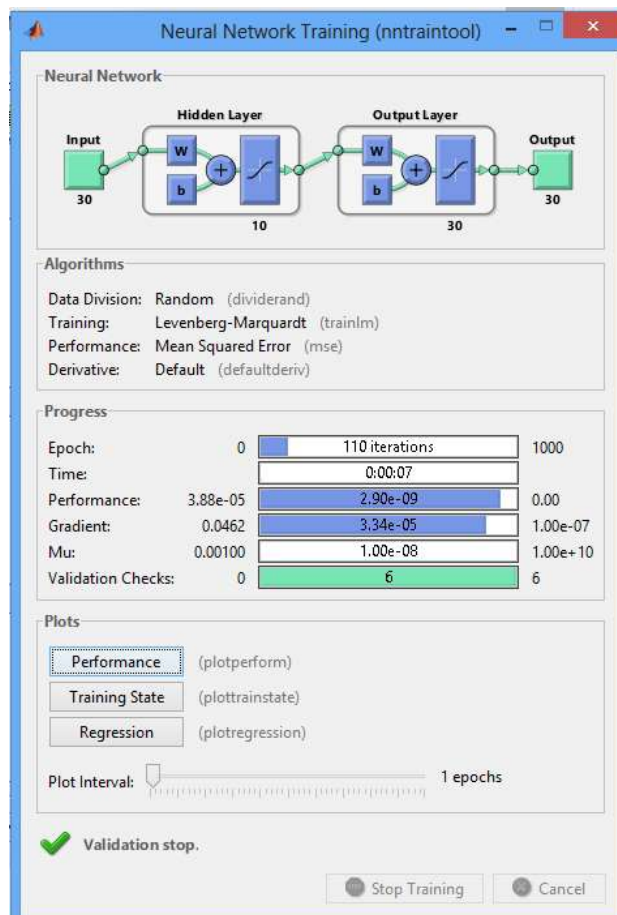 Neural Network Training (nntraintool)
Neural Network
Hidden Layer Output Layer
Input Output
W W
b b
30 30
10 30
Algorithms
Data Division: Random (dividerand)
Training: Levenberg-Marquardt (trainlm)
Performance: Mean Squared Error (mse)
Derivative: Default (defaultderiv)
Progress
Epoch: 0 110 iterations 1000
Time: 0:00:07
Performance: 3.88e-05 2.90e-09 0.00
Gradient: 0.0462 3.34e-05 1.00e-07
Mu: 0.00100 1.00e-08 1.00e+10
Validation Checks: 0 6 6
Plots
Performance (plotperform)
Training State (plottrainstate)
Regression (plotregression)
Plot Interval: 1 epochs
Validation stop.
Stop Training Cancel